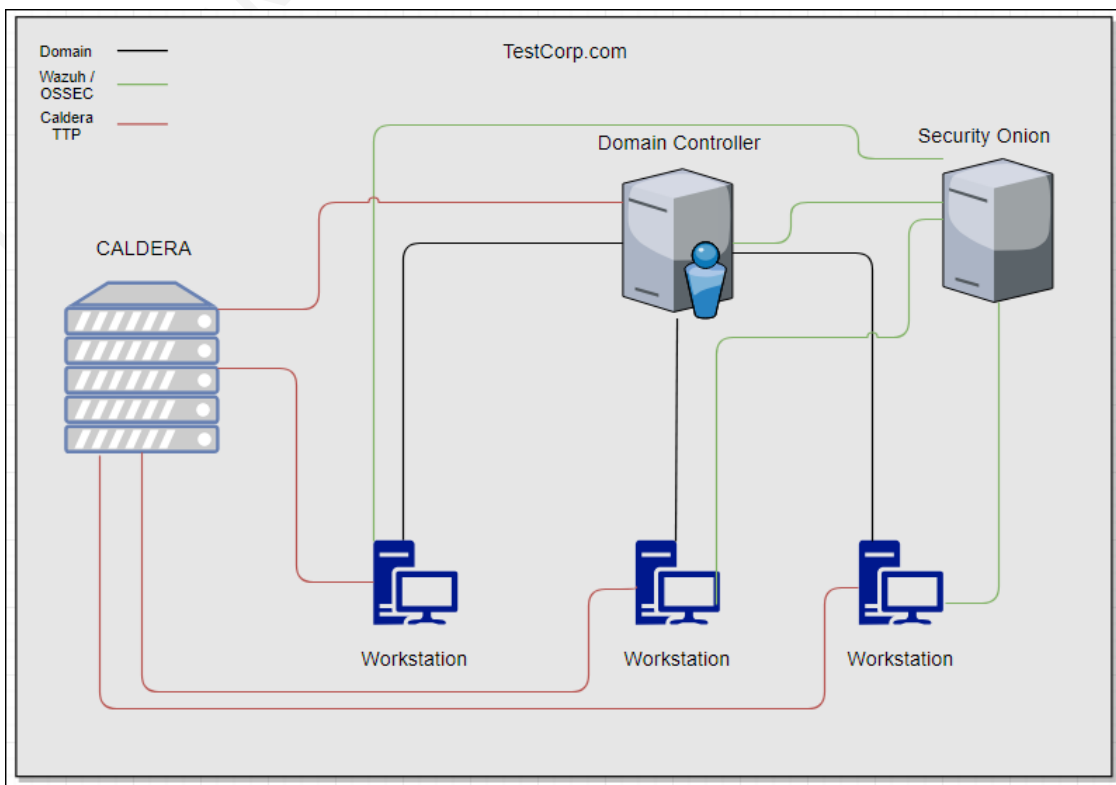 TestCorp.com
Domain
Wazuh /
OSSEC
Caldera
TTP
Domain Controller
Security Onion
CALDERA
Workstation
Workstation
Workstation